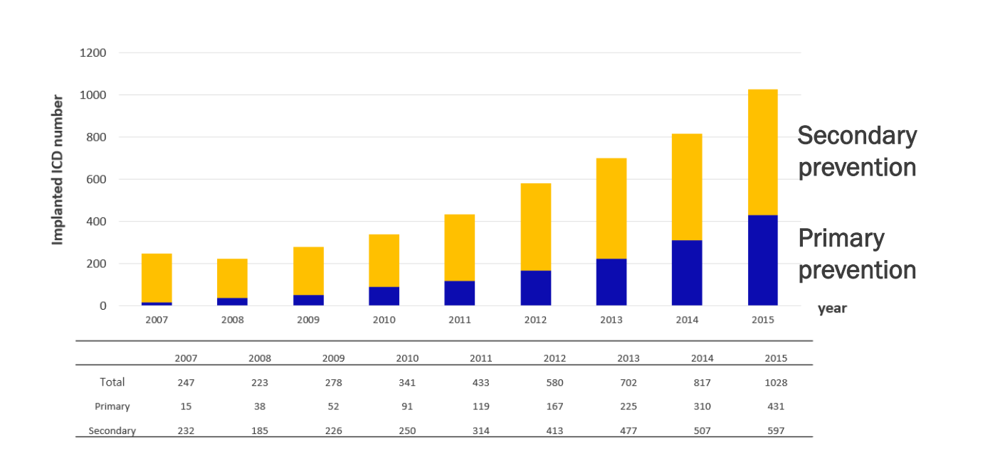 1200
1000
800
600
400
200
0
Implanted ICD number
Secondary
prevention
Primary
prevention
year
2007 2008 2009 2010 2011 2012 2013 2014 2015
2007 2008 2009 2010 2011 2012 2013 2014 2015
Total 247 223 278 341 433 580 702 817 1028
Primary 15 38 52 91 119 167 225 310 431
Secondary 232 185 226 250 314 413 477 507 597